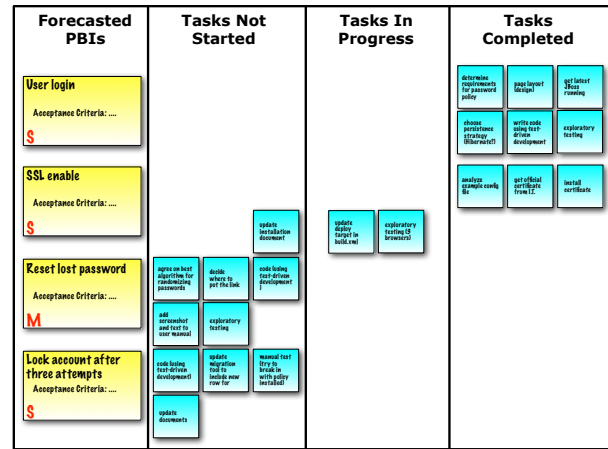 Forecasted
PBIs
Tasks Not
Started
Tasks In
Progress
Tasks
Completed
User login
Acceptance Criteria: ....
S
determine
requirements
for password
policy
page layout
(design)
get latest
JBoss
running
choose
persistence
strategy
(Hibernate?)
write code
using test-
driven
development
exploratory
testing
SSL enable
Acceptance Criteria: ....
S
update
installation
document
update
deploy
target in
build.xml
exploratory
testing (3
browsers)
analyze
example config
file
get official
certificate
from I.T.
install
certificate
Reset lost password
Acceptance Criteria: ....
M
agree on best
algorithm for
randomizing
passwords
decide
where to
put the link
code (using
test-driven
development
)
add
screenshot
and text to
user manual
exploratory
testing
Lock account after
three attempts
Acceptance Criteria: ....
S
code (using
test-driven
development)
update
migration
tool to
include new
row for
manual test
(try to
break in
with policy
installed)
update
documents